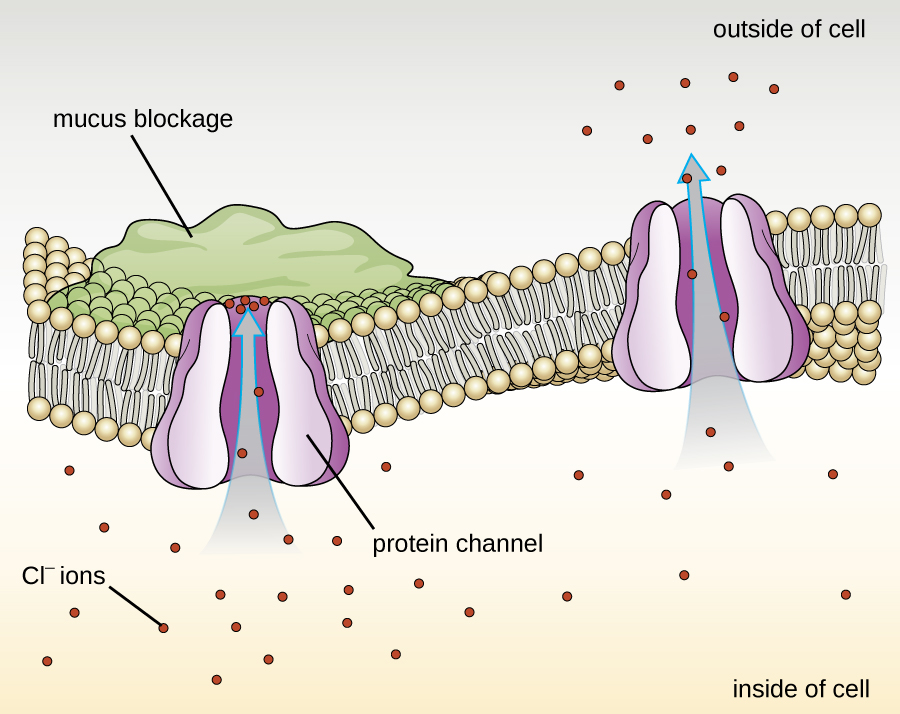 outside of cell
mucus blockage
protein channel
Cl⁻ ions
inside of cell